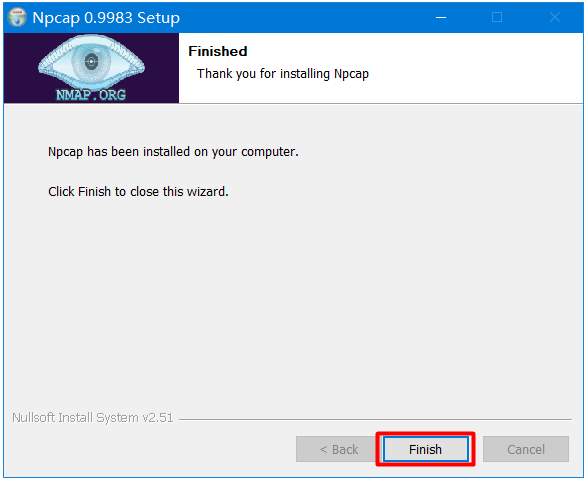 Npcap 0.9983 Setup
NMAP.ORG
Finished
Thank you for installing Npcap
Npcap has been installed on your computer.
Click Finish to close this wizard.
Nullsoft Install System v2.51
< Back
Finish
Cancel